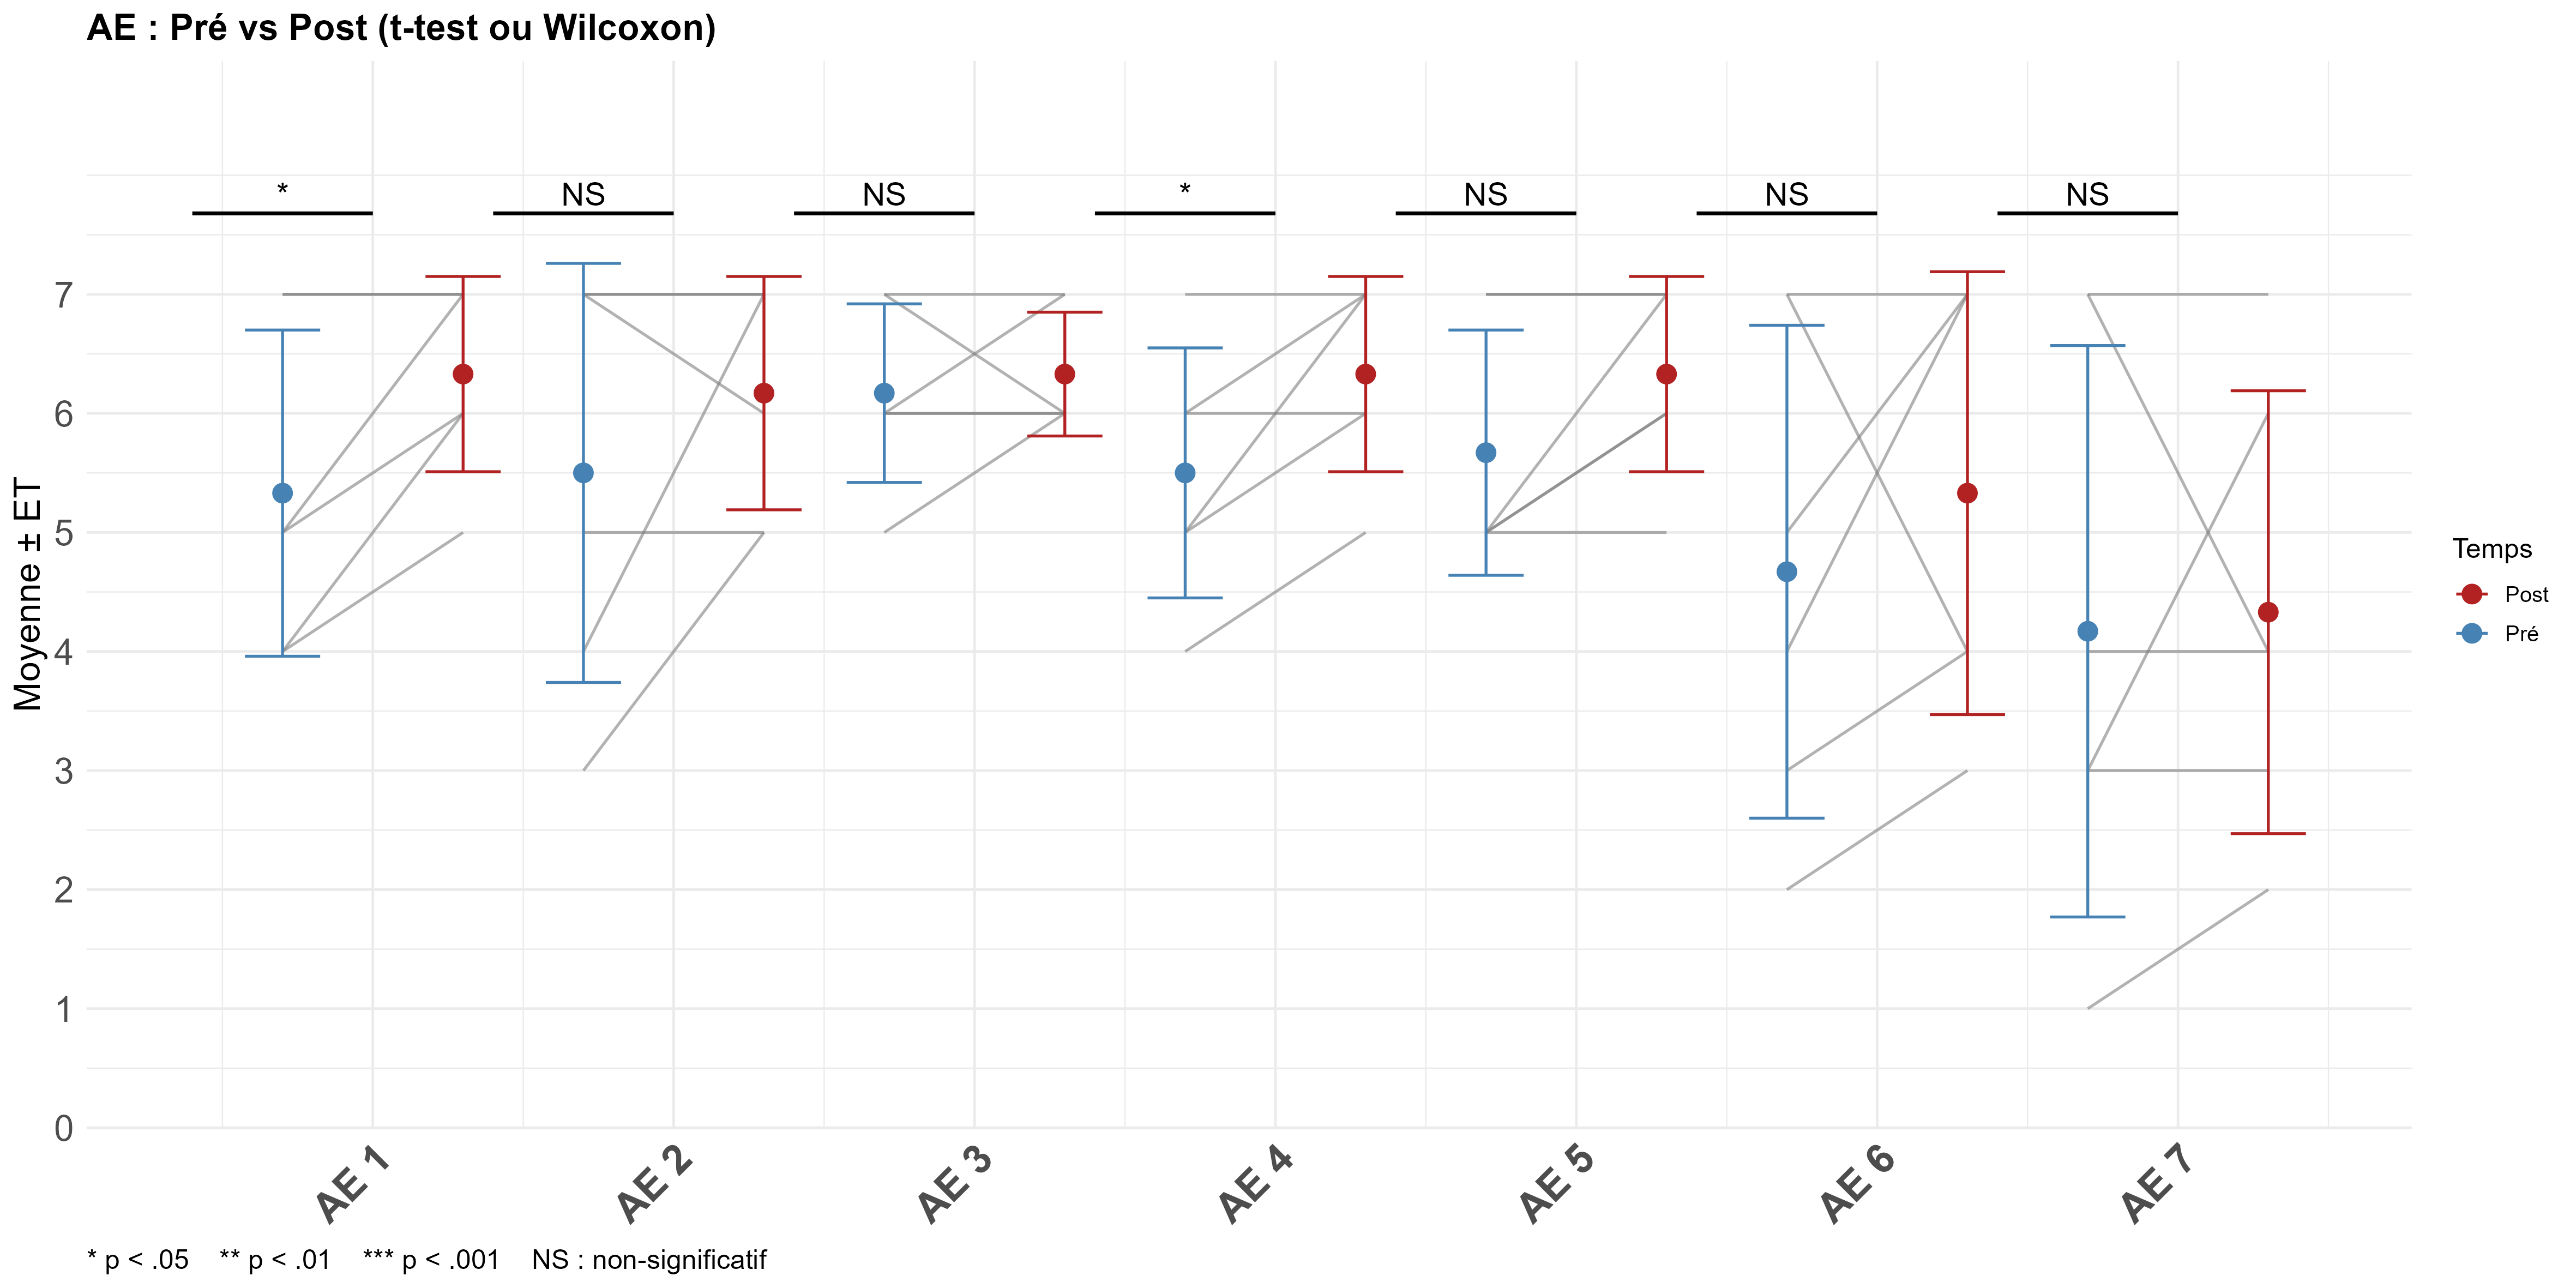 AE : Pré vs Post (t-test ou Wilcoxon)
* NS NS * NS NS NS
Moyenne ± ET
7
6
5
4
3
2
1
0
Temps
Post
Pré
AE 1 AE 2 AE 3 AE 4 AE 5 AE 6 AE 7
* p < .05 ** p < .01 *** p < .001 NS : non-significatif